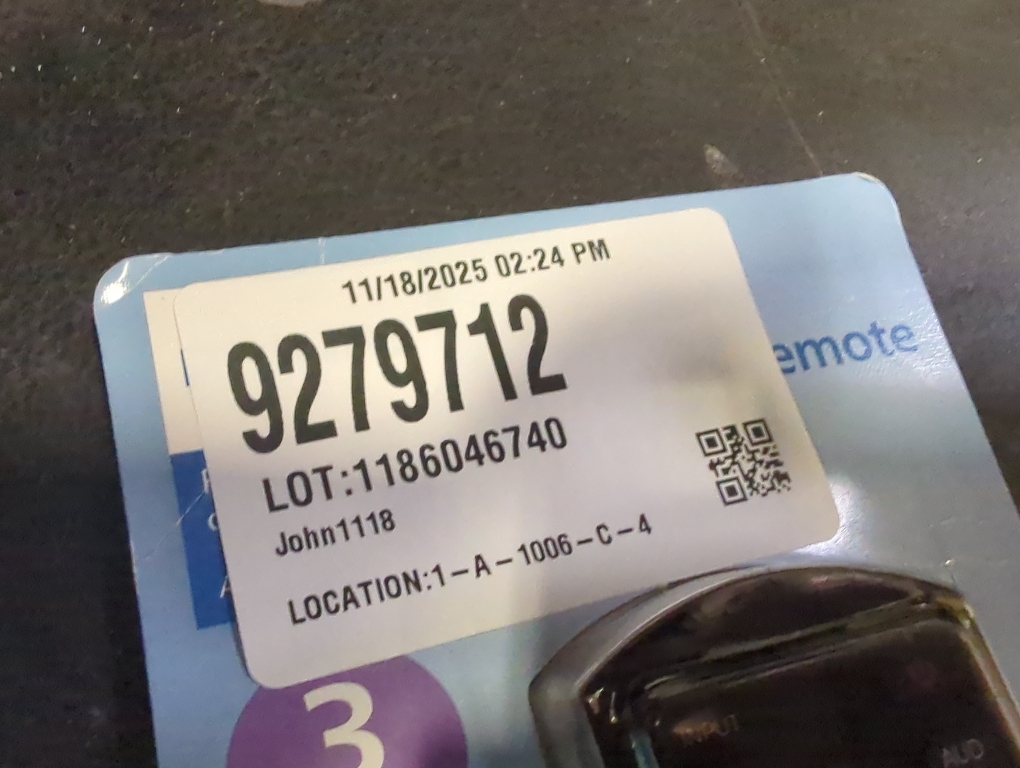 11/18/2025 02:24 PM
9279712
LOT:1186046740
John1118
LOCATION:1-A-1006-C-4
emote
3
INPUT